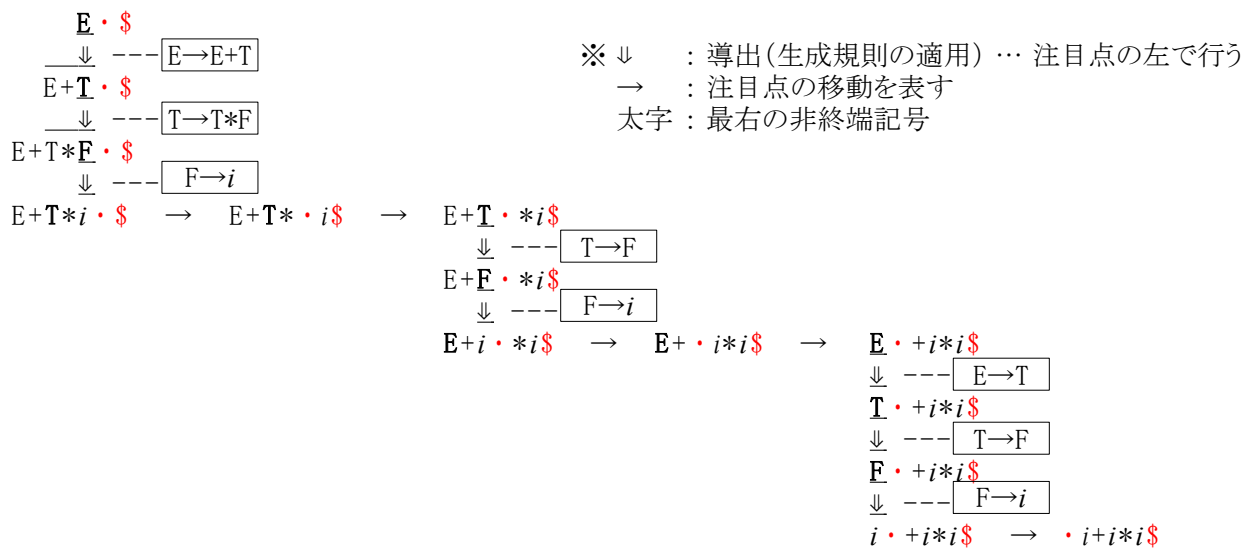 E・$
⇓ ---E→E+T
※ ⇓ : 導出(生成規則の適用) … 注目点の左で行う
E+T・$
→ : 注目点の移動を表す
⇓ ---T→T*F
太字 : 最右の非終端記号
E+T*F・$
⇓ ---F→i
E+T*i・$ → E+T*・i$ → E+T・*i$
⇓ ---T→F
E+F・*i$
⇓ ---F→i
E+i・*i$ → E+・i*i$ → E・+i*i$
⇓ ---E→T
T・+i*i$
⇓ ---T→F
F・+i*i$
⇓ ---F→i
i・+i*i$ → ・i+i*i$